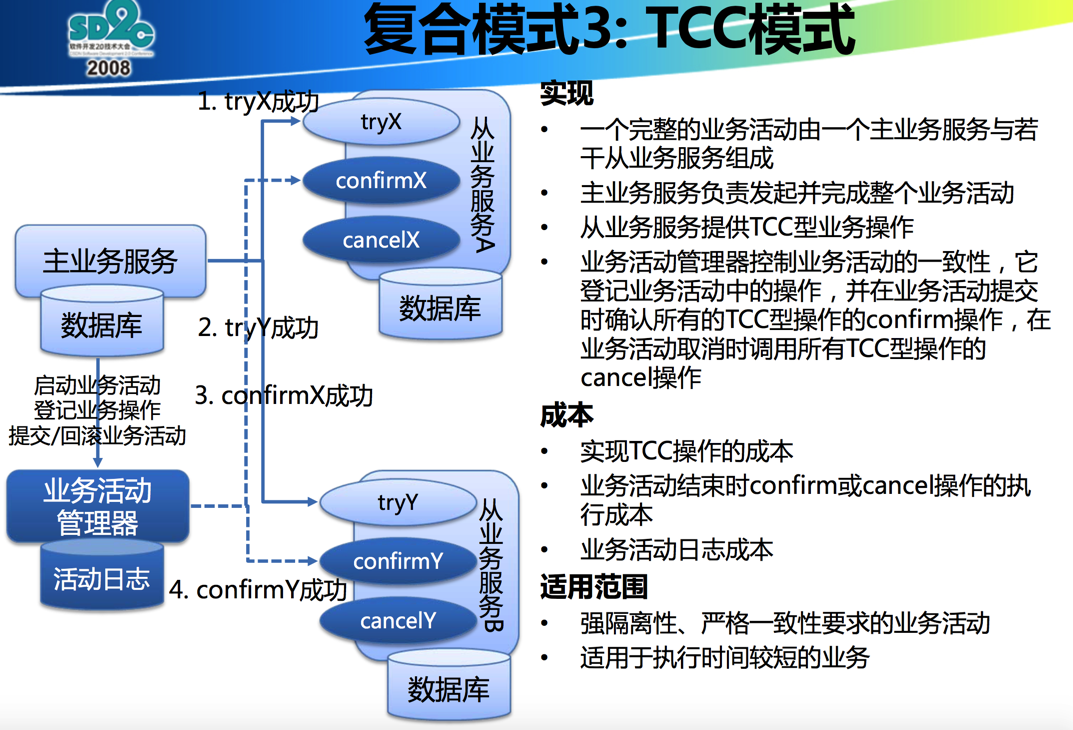 SD2C
软件开发2.0技术大会
2008
复合模式3: TCC模式
1. tryX成功
tryX
confirmX
cancelX
从业务服务A
数据库
主业务服务
数据库
2. tryY成功
启动业务活动
登记业务操作
提交/回滚业务活动
3. confirmX成功
业务活动
管理器
活动日志
tryY
confirmY
cancelY
从业务服务B
4. confirmY成功
数据库
实现
• 一个完整的业务活动由一个主业务服务与若
干从业务服务组成
• 主业务服务负责发起并完成整个业务活动
• 从业务服务提供TCC型业务操作
• 业务活动管理器控制业务活动的一致性，它
登记业务活动中的操作，并在业务活动提交
时确认所有的TCC型操作的confirm操作，在
业务活动取消时调用所有TCC型操作的
cancel操作
成本
• 实现TCC操作的成本
• 业务活动结束时confirm或cancel操作的执
行成本
• 业务活动日志成本
适用范围
• 强隔离性、严格一致性要求的业务活动
• 适用于执行时间较短的业务